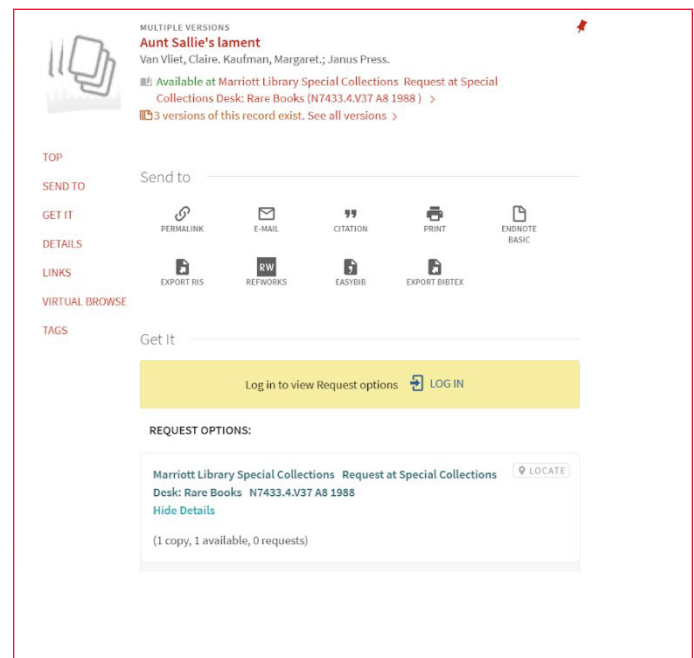 MULTIPLE VERSIONS
Aunt Sallie's lament
Van Vliet, Claire. Kaufman, Margaret.; Janus Press.
Available at Marriott Library Special Collections Request at Special
Collections Desk: Rare Books (N7433.4.V37 A8 1988 ) >
3 versions of this record exist. See all versions >
TOP
SEND TO
GET IT
DETAILS
LINKS
VIRTUAL BROWSE
TAGS
Send to
PERMALINK
E-MAIL
CITATION
PRINT
ENDNOTE
BASIC
EXPORT RIS
RW
REFWORKS
EASYBIB
EXPORT BIBTEX
Get It
Log in to view Request options LOG IN
REQUEST OPTIONS:
Marriott Library Special Collections Request at Special Collections
Desk: Rare Books N7433.4.V37 A8 1988
LOCATE
Hide Details
(1 copy, 1 available, 0 requests)